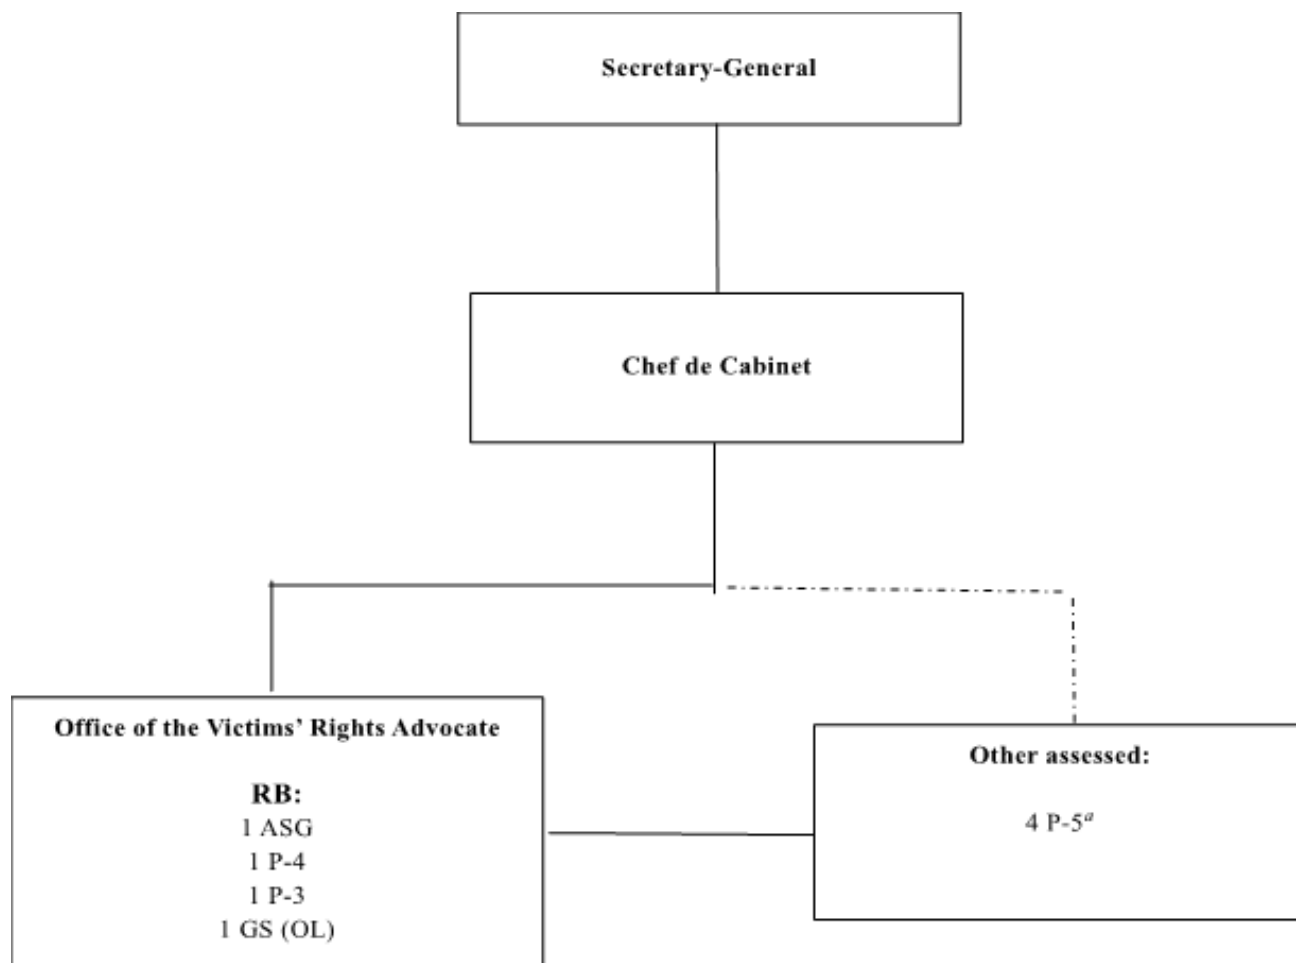 Secretary-General
Chef de Cabinet
Office of the Victims’ Rights Advocate
RB:
1 ASG
1 P-4
1 P-3
1 GS (OL)
Other assessed:
4 P-5a